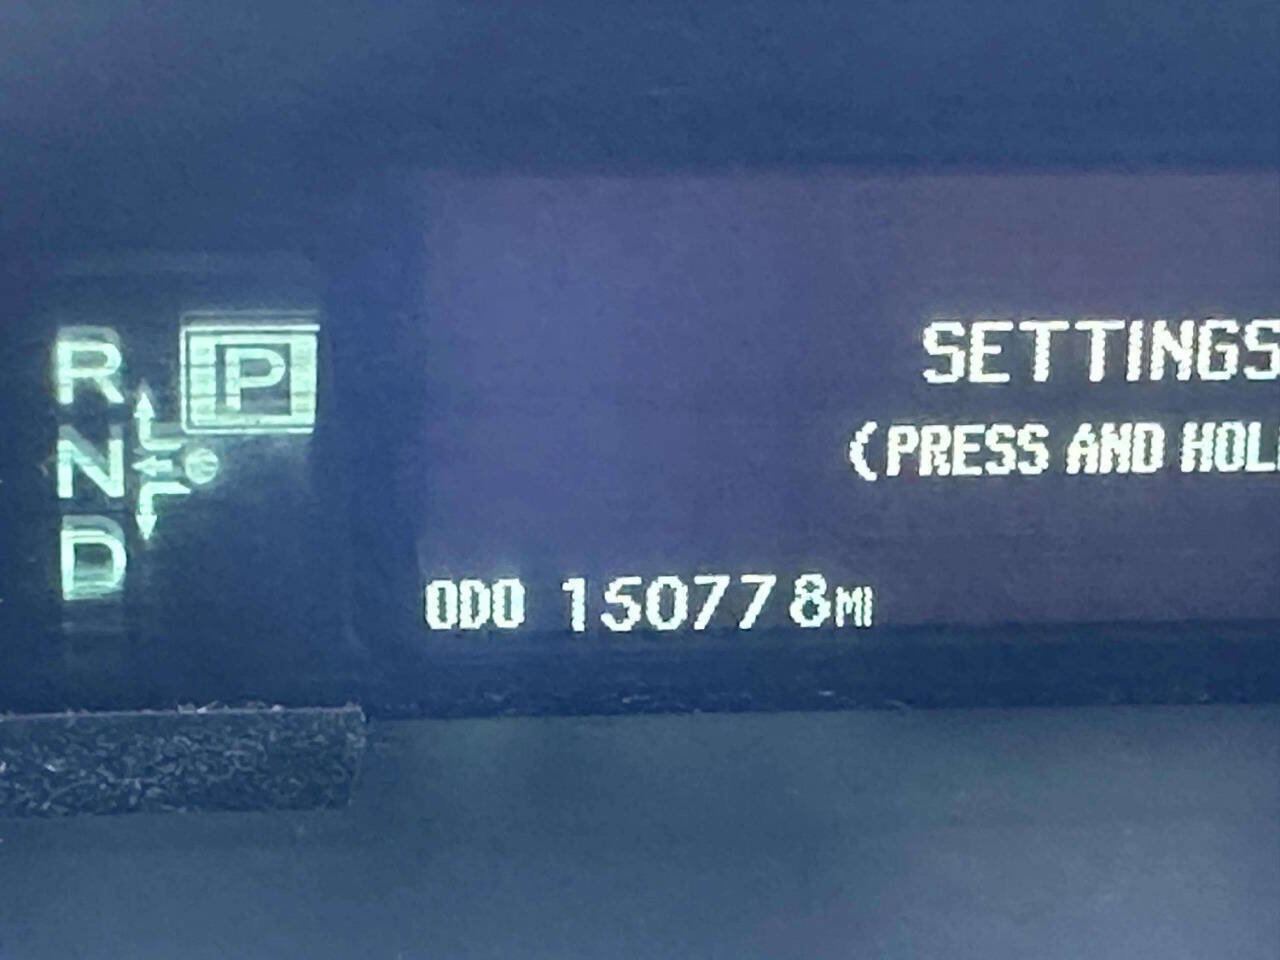 R
P
N
D
SETTINGS
(PRESS AND HOL
ODO 150778MI